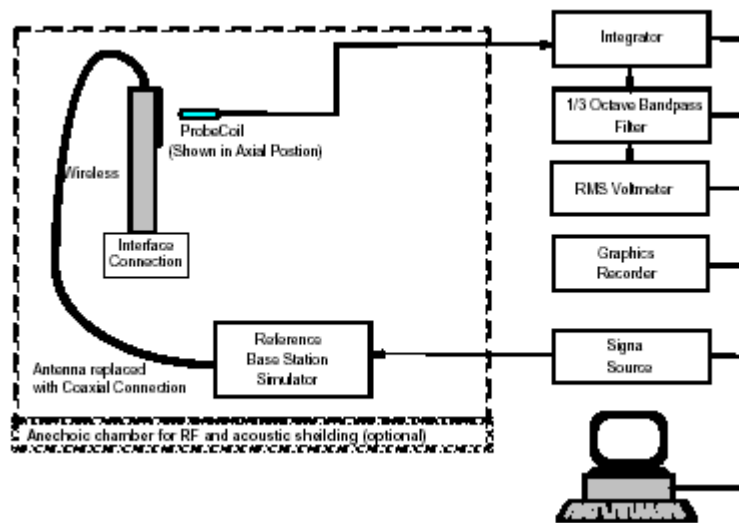 Integrator
1/3 Octave Bandpass
Filter
RMS Voltmeter
Graphics
Recorder
Signa
Source
ProbeCoil
(Shown in Axial Postion)
Wireless
Interface
Connection
Reference
Base Station
Simulator
Antenna replaced
with Coaxial Connection
Anechoic chamber for RF and acoustic sheilding (optional)